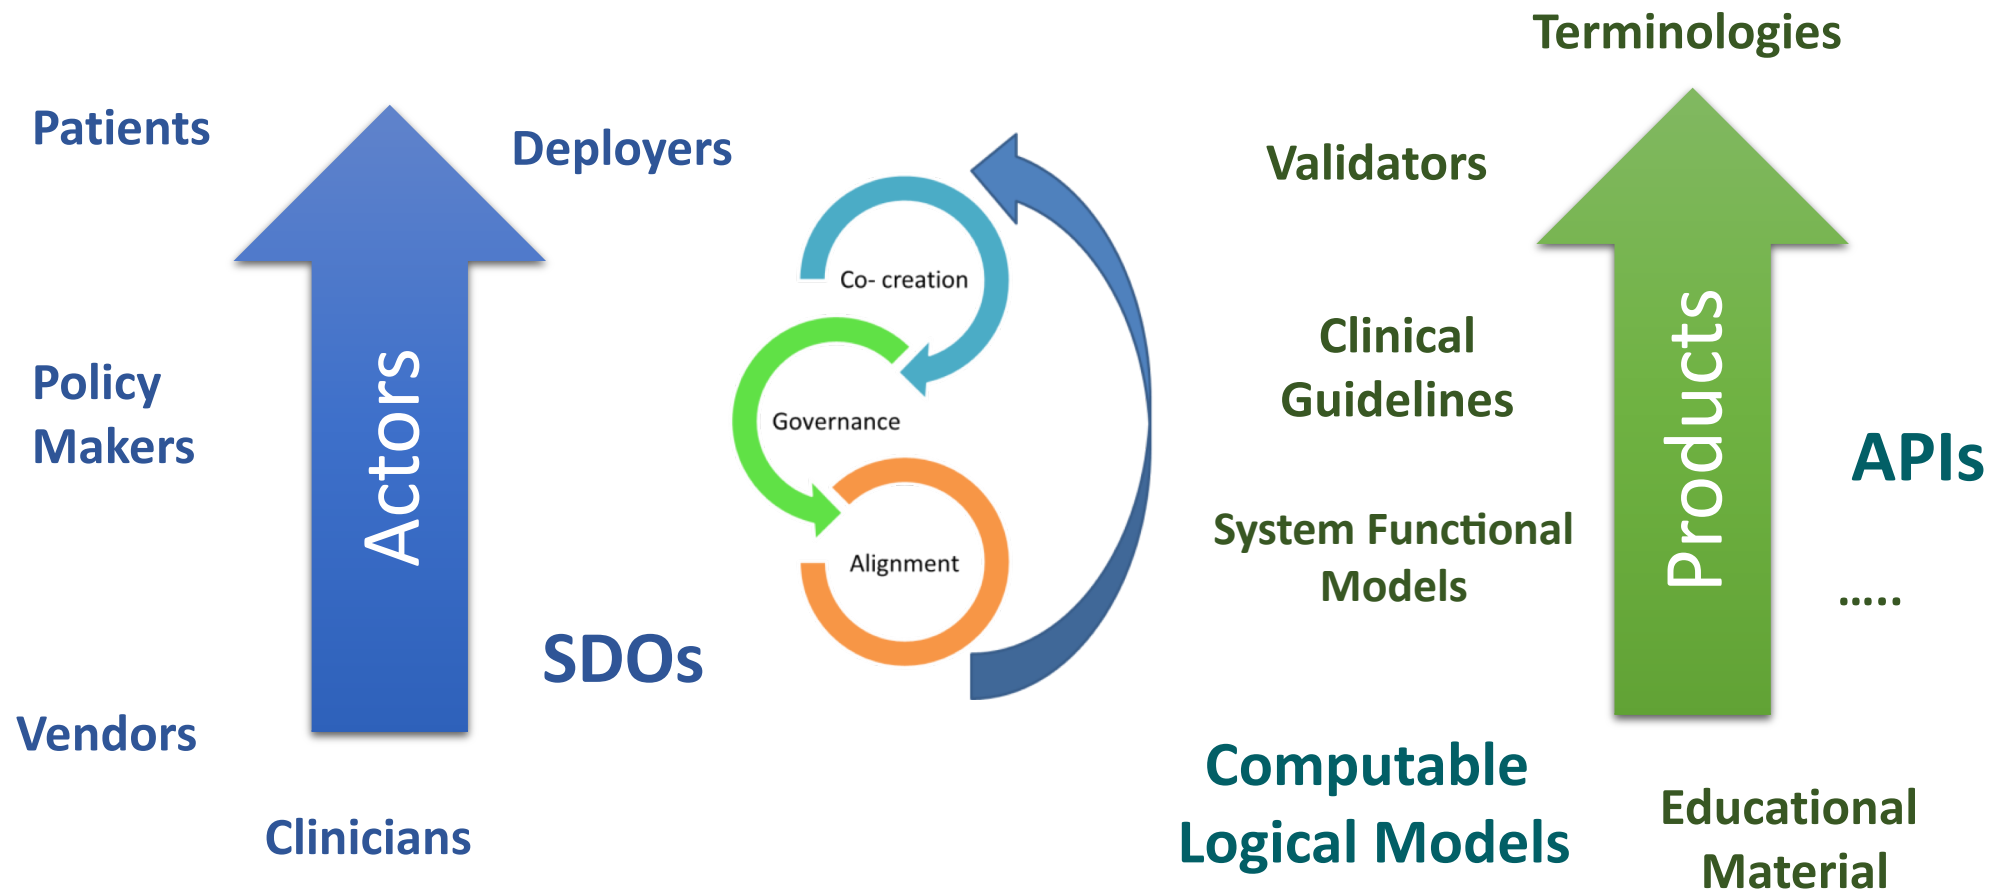 Patients
Deployers
Policy
Makers
Actors
SDOs
Vendors
Clinicians
Co- creation
Governance
Alignment
Terminologies
Validators
Clinical
Guidelines
APIs
System Functional
Models
Products
.....
Computable
Logical Models
Educational
Material